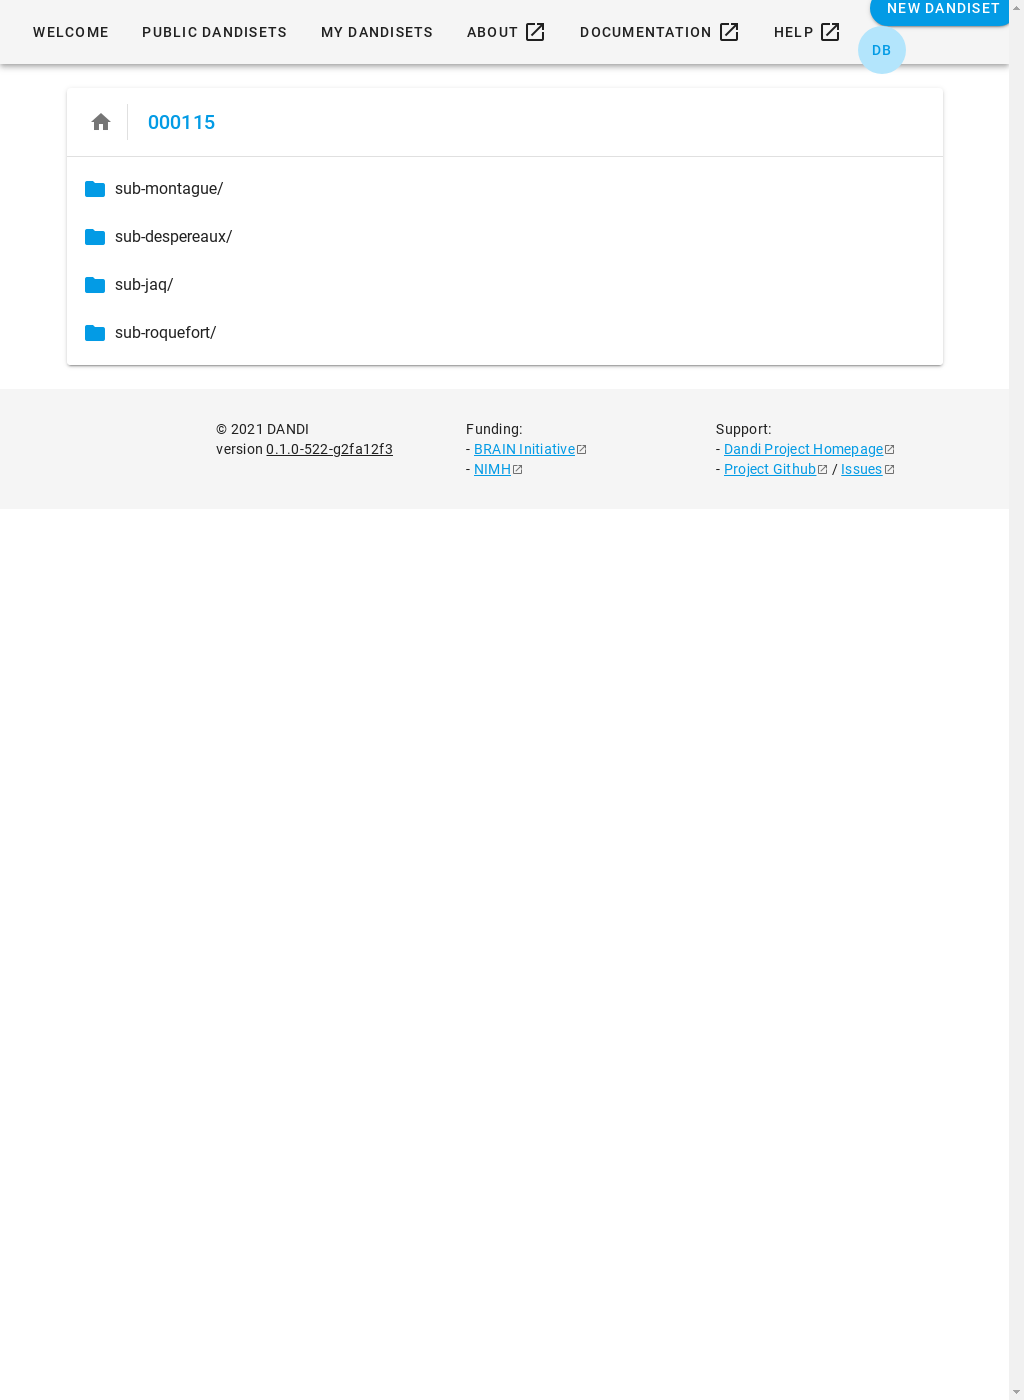 NEW DANDISET
WELCOME PUBLIC DANDISETS MY DANDISETS ABOUT DOCUMENTATION HELP
DB
000115
sub-montague/
sub-despereaux/
sub-jaq/
sub-roquefort/
© 2021 DANDI
version 0.1.0-522-g2fa12f3
Funding:
- BRAIN Initiative
- NIMH
Support:
- Dandi Project Homepage
- Project Github / Issues